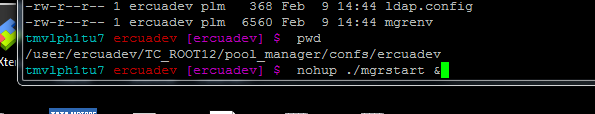 -rw-r--r-- 1 ercuadev plm   368 Feb  9 14:44 ldap.config
-rw-r--r-- 1 ercuadev plm  6560 Feb  9 14:44 mgrenv
tmvlph1tu7 ercuadev [ercuadev] $  pwd
/user/ercuadev/TC_ROOT12/pool_manager/confs/ercuadev
tmvlph1tu7 ercuadev [ercuadev] $  nohup ./mgrstart &
Xter